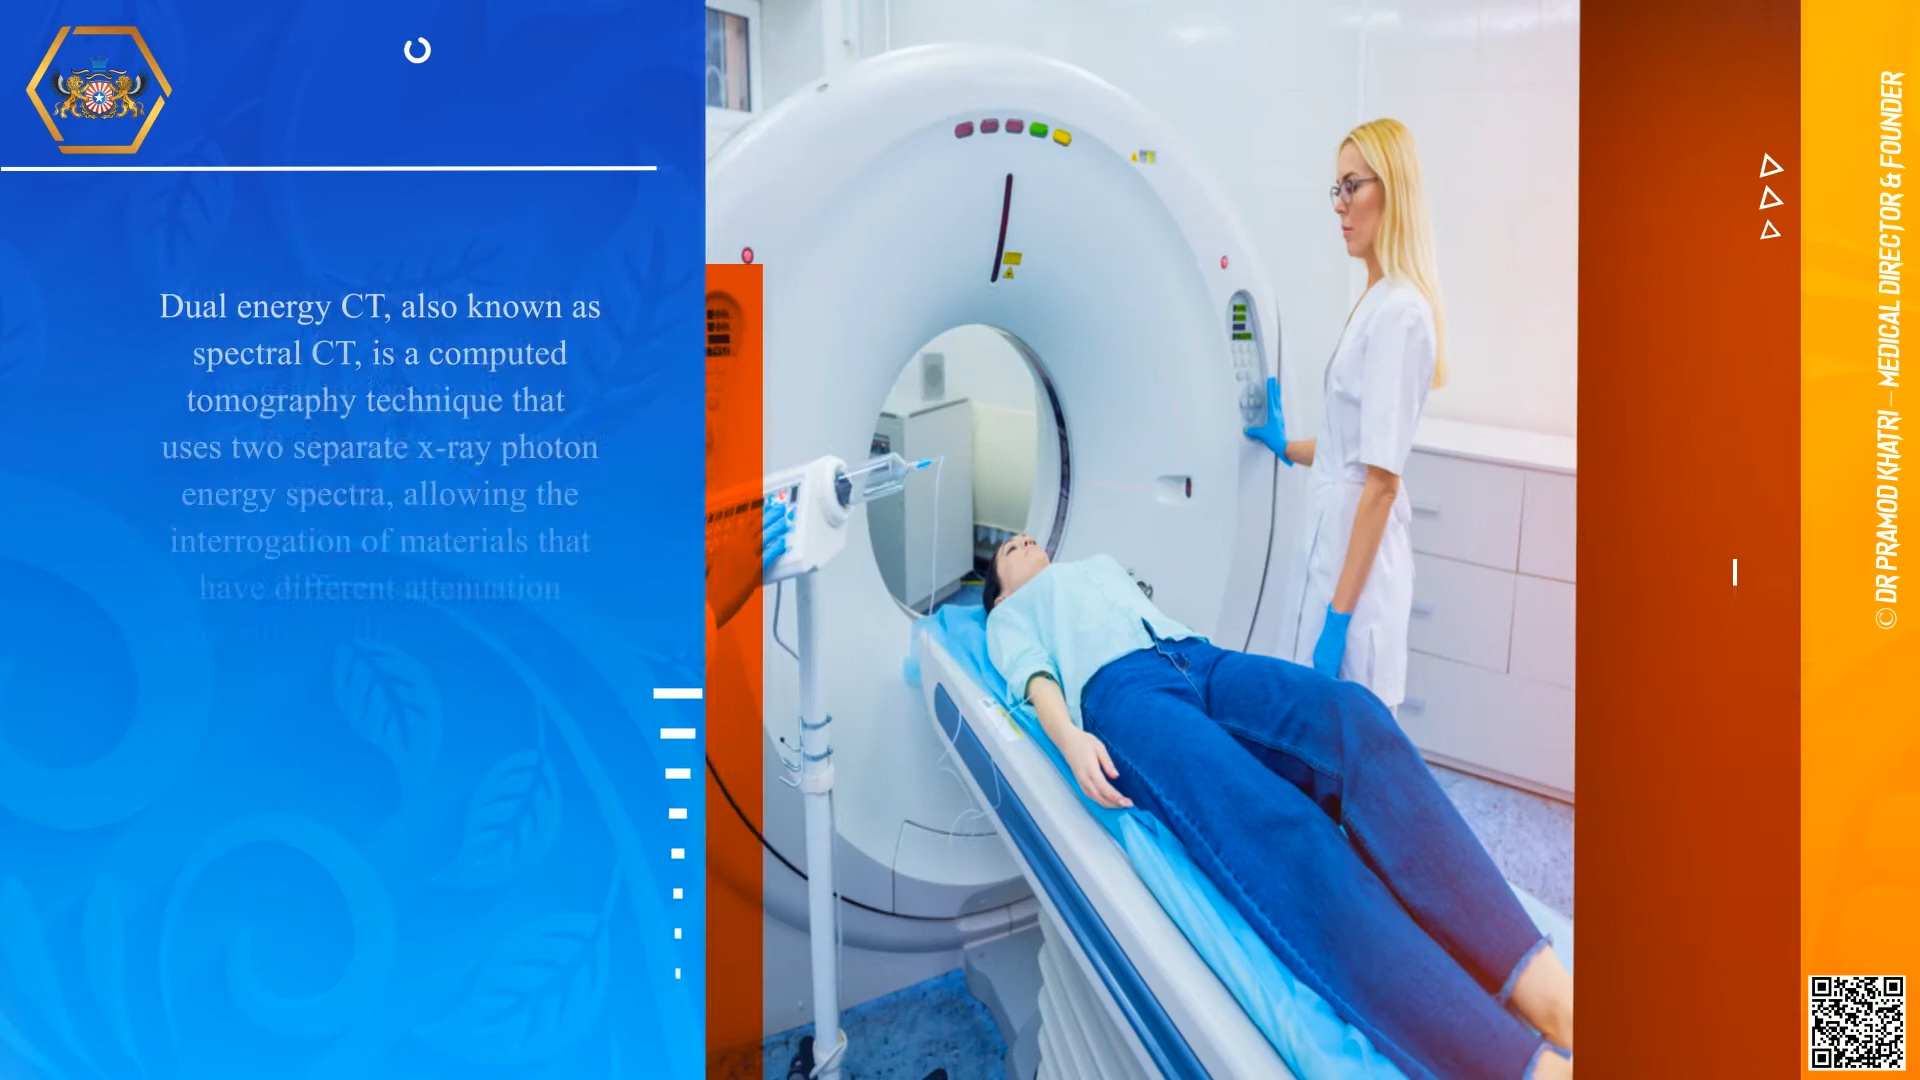 Dual energy CT, also known as
spectral CT, is a computed
tomography technique that
uses two separate x-ray photon
energy spectra, allowing the
interrogation of materials that
have different attenuation
© DR PRAMOD KHATRI – MEDICAL DIRECTOR & FOUNDER